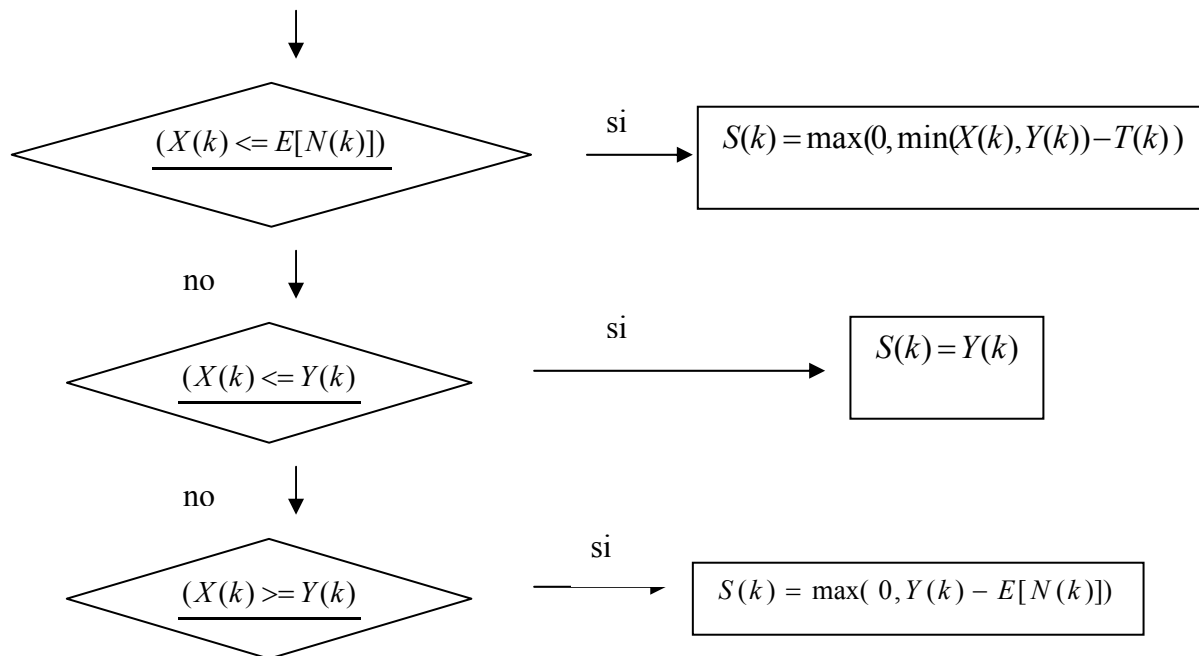 (X(k) <= E[N(k)])
si
S(k) = max(0, min(X(k), Y(k)) − T(k))
no
(X(k) <= Y(k)
si
S(k) = Y(k)
no
(X(k) >= Y(k)
si
S(k) = max( 0, Y(k) − E[N(k)])